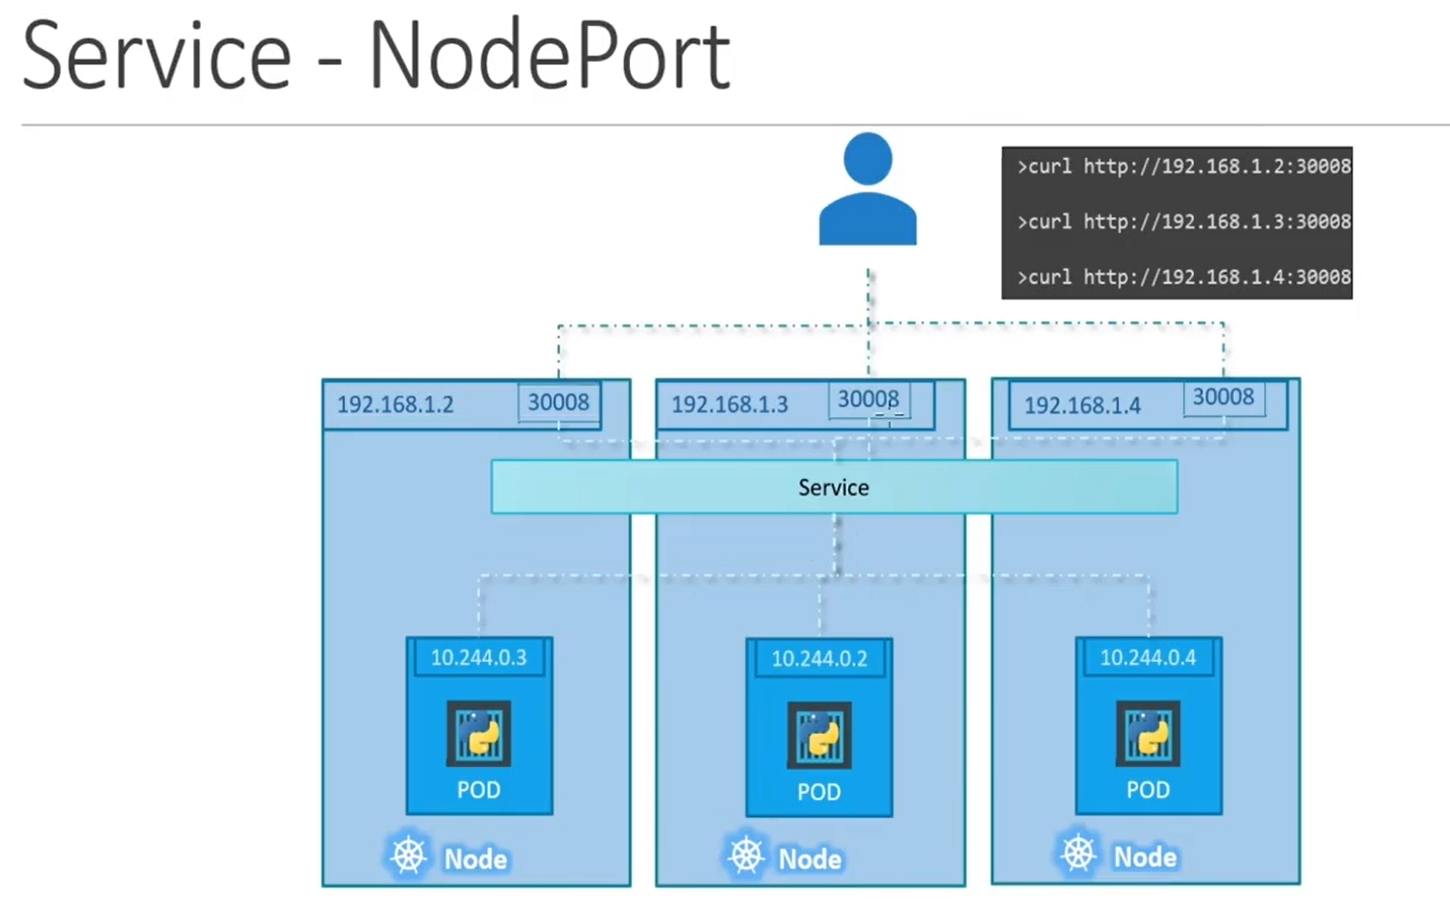 Service - NodePort
>curl http://192.168.1.2:30008
>curl http://192.168.1.3:30008
>curl http://192.168.1.4:30008
192.168.1.2
30008
192.168.1.3
30008
192.168.1.4
30008
Service
10.244.0.3
10.244.0.2
10.244.0.4
POD
POD
POD
Node
Node
Node